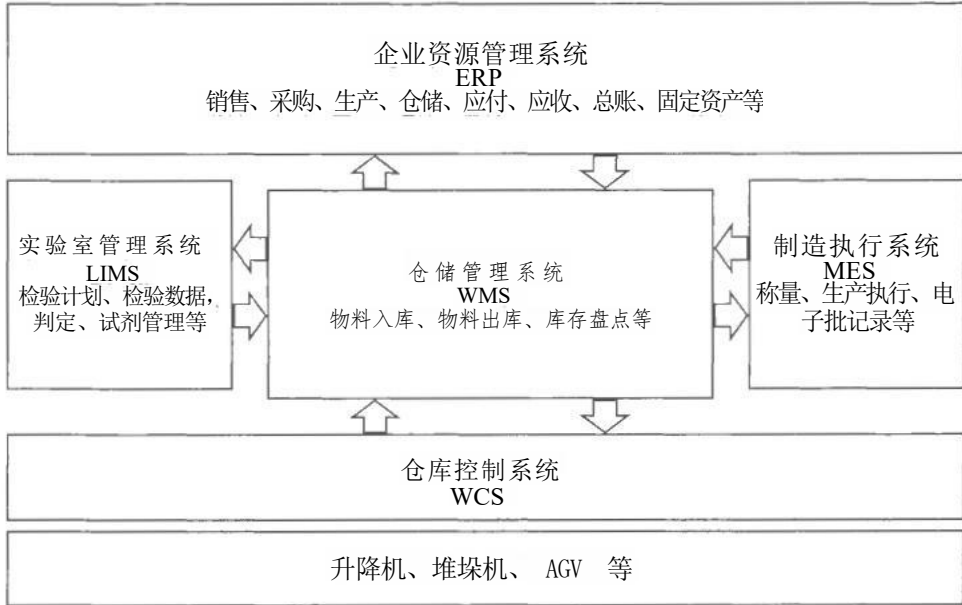 企业资源管理系统
ERP
销售、采购、生产、仓储、应付、应收、总账、固定资产等
实验室管理系统
LIMS
检验计划、检验数据，
判定、试剂管理等
仓储管理系统
WMS
物料入库、物料出库、库存盘点等
制造执行系统
MES
称量、生产执行、电
子批记录等
仓库控制系统
WCS
升降机、堆垛机、 AGV 等